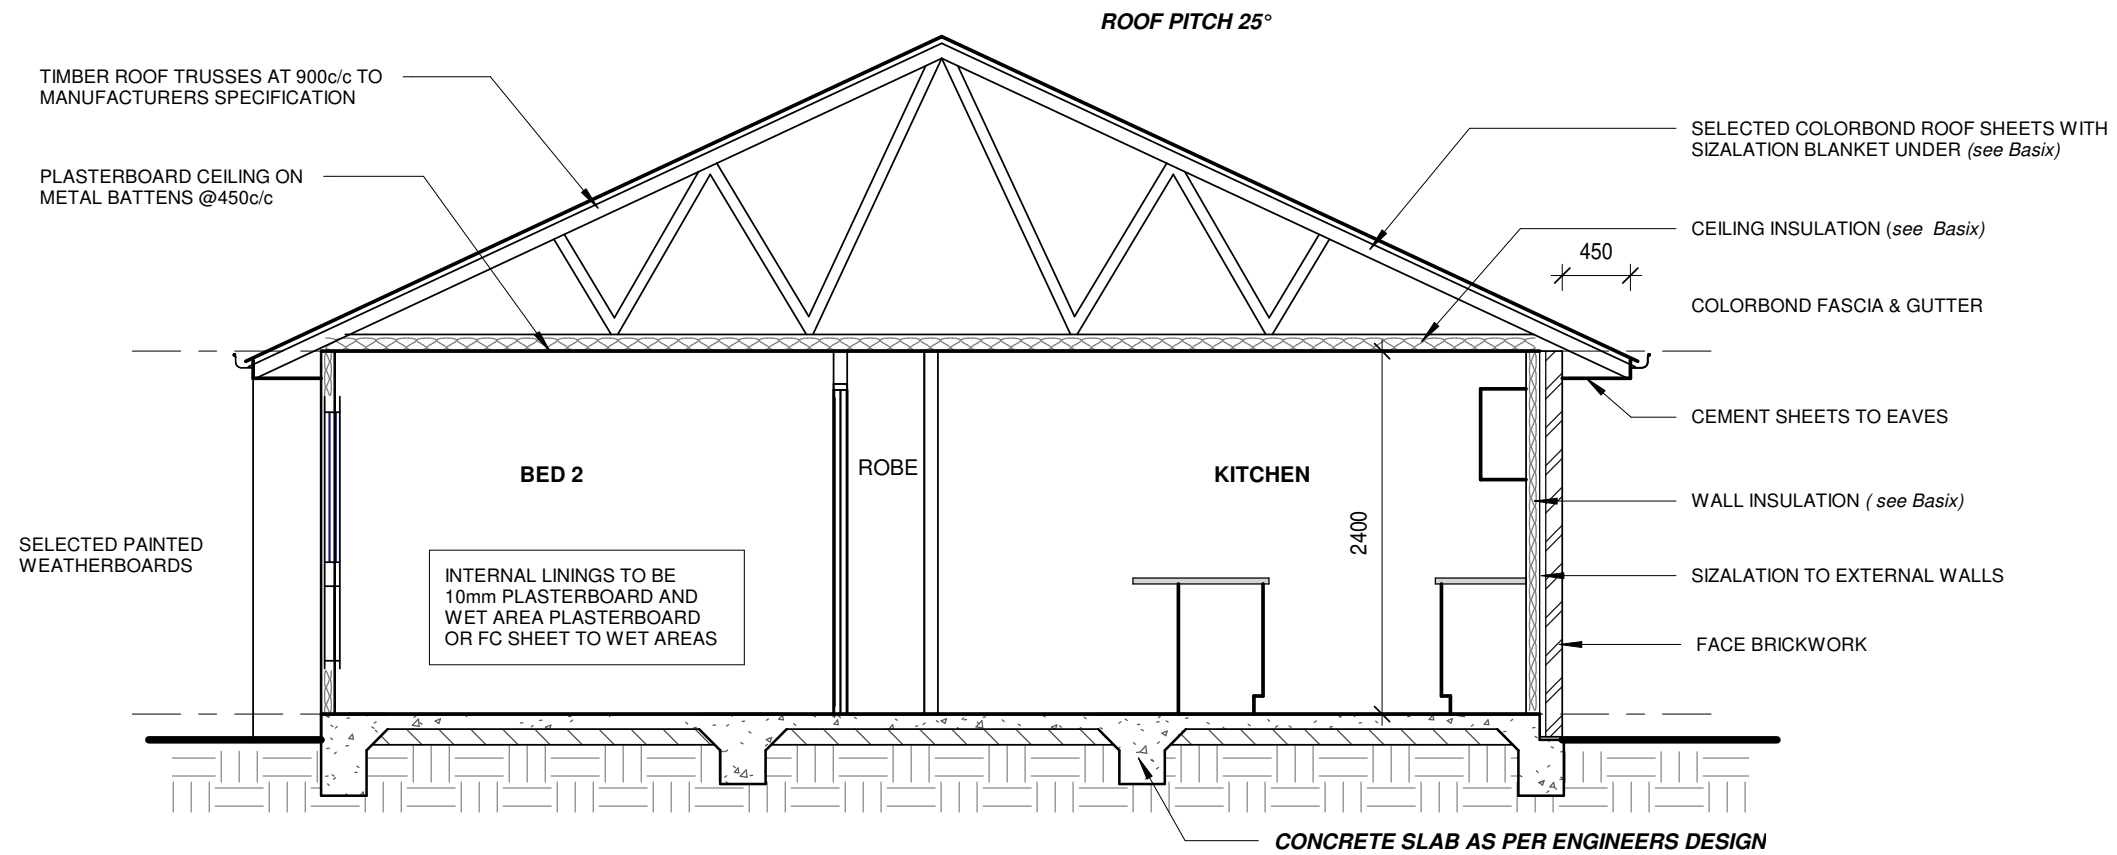 ROOF PITCH 25°
TIMBER ROOF TRUSSES AT 900c/c TO
MANUFACTURERS SPECIFICATION
PLASTERBOARD CEILING ON
METAL BATTENS @450c/c
SELECTED COLORBOND ROOF SHEETS WITH
SIZALATION BLANKET UNDER (see Basix)
CEILING INSULATION (see Basix)
450
COLORBOND FASCIA & GUTTER
CEMENT SHEETS TO EAVES
BED 2
ROBE
KITCHEN
2400
WALL INSULATION ( see Basix)
SELECTED PAINTED
WEATHERBOARDS
INTERNAL LININGS TO BE
10mm PLASTERBOARD AND
WET AREA PLASTERBOARD
OR FC SHEET TO WET AREAS
SIZALATION TO EXTERNAL WALLS
FACE BRICKWORK
CONCRETE SLAB AS PER ENGINEERS DESIGN